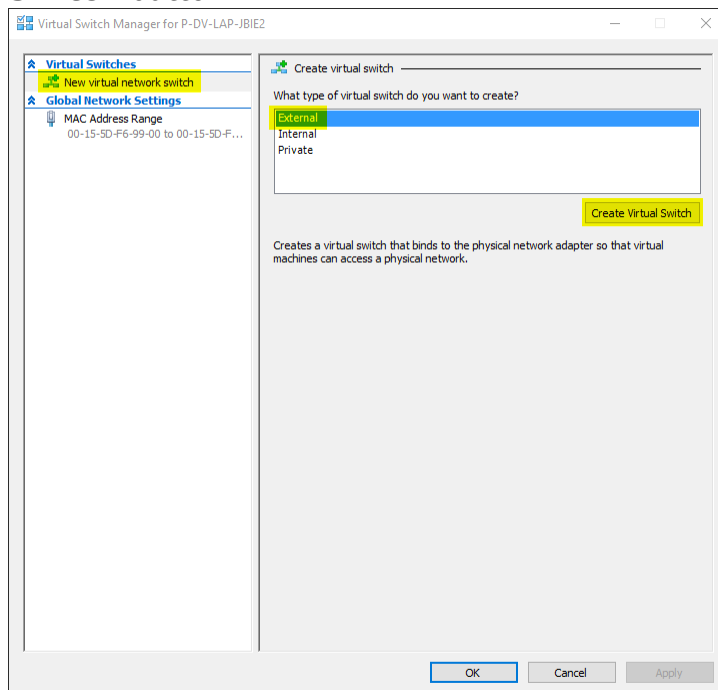 Virtual Switch Manager for P-DV-LAP-JBIE2
Virtual Switches
New virtual network switch
Global Network Settings
MAC Address Range
00-15-5D-F6-99-00 to 00-15-5D-F...
Create virtual switch
What type of virtual switch do you want to create?
External
Internal
Private
Create Virtual Switch
Creates a virtual switch that binds to the physical network adapter so that virtual
machines can access a physical network.
OK
Cancel
Apply